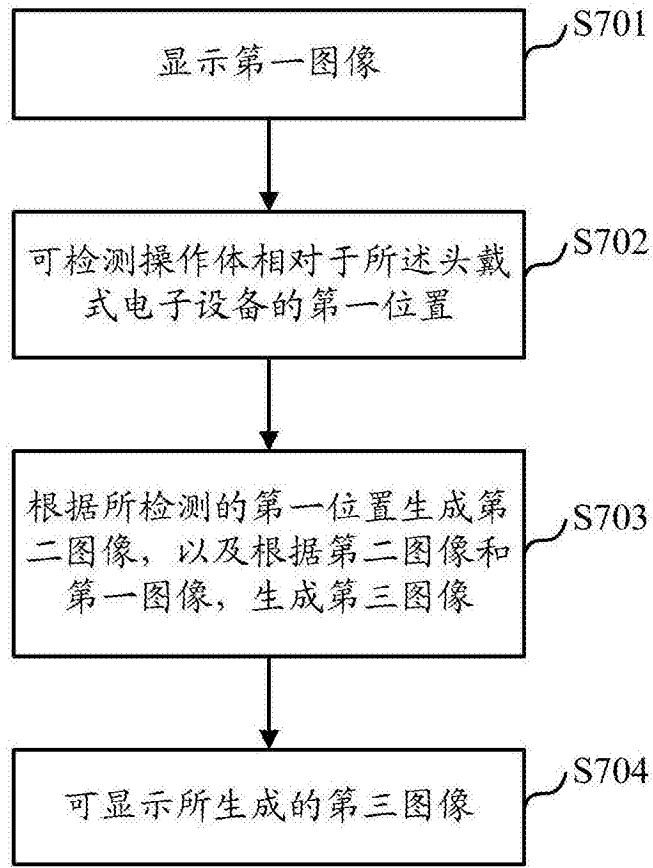 显示第一图像
S701
可检测操作体相对于所述头戴
式电子设备的第一位置
S702
根据所检测的第一位置生成第
二图像，以及根据第二图像和
第一图像，生成第三图像
S703
可显示所生成的第三图像
S704